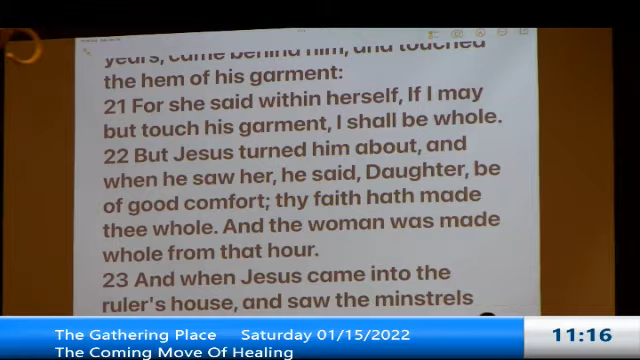 years, came behind him, and touched
the hem of his garment:
21 For she said within herself, If I may
but touch his garment, I shall be whole.
22 But Jesus turned him about, and
when he saw her, he said, Daughter, be
of good comfort; thy faith hath made
thee whole. And the woman was made
whole from that hour.
23 And when Jesus came into the
ruler's house, and saw the minstrels
The Gathering Place Saturday 01/15/2022 11:16
The Coming Move Of Healing